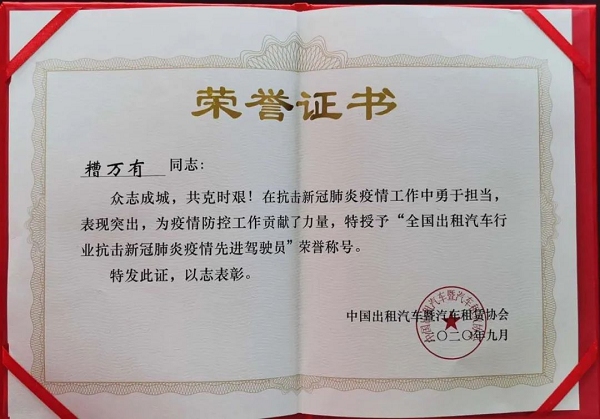 荣誉证书
糟万有 同志：
众志成城，共克时艰！在抗击新冠肺炎疫情工作中勇于担当，
表现突出，为疫情防控工作贡献了力量，特授予“全国出租汽车行
业抗击新冠肺炎疫情先进驾驶员”荣誉称号。
特发此证，以志表彰。
中国出租汽车暨汽车租赁协会
二〇二〇年九月